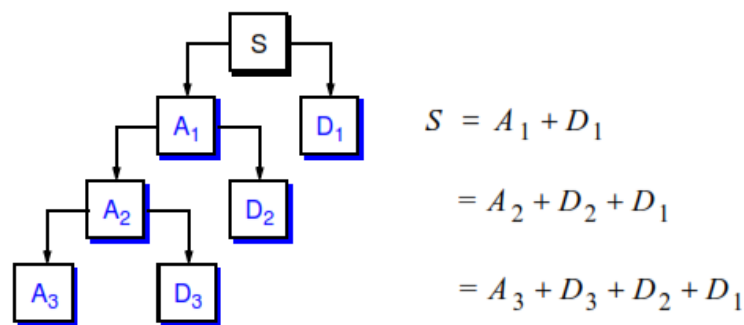 S
A₁ D₁
A₂ D₂
A₃ D₃
S = A₁ + D₁
= A₂ + D₂ + D₁
= A₃ + D₃ + D₂ + D₁